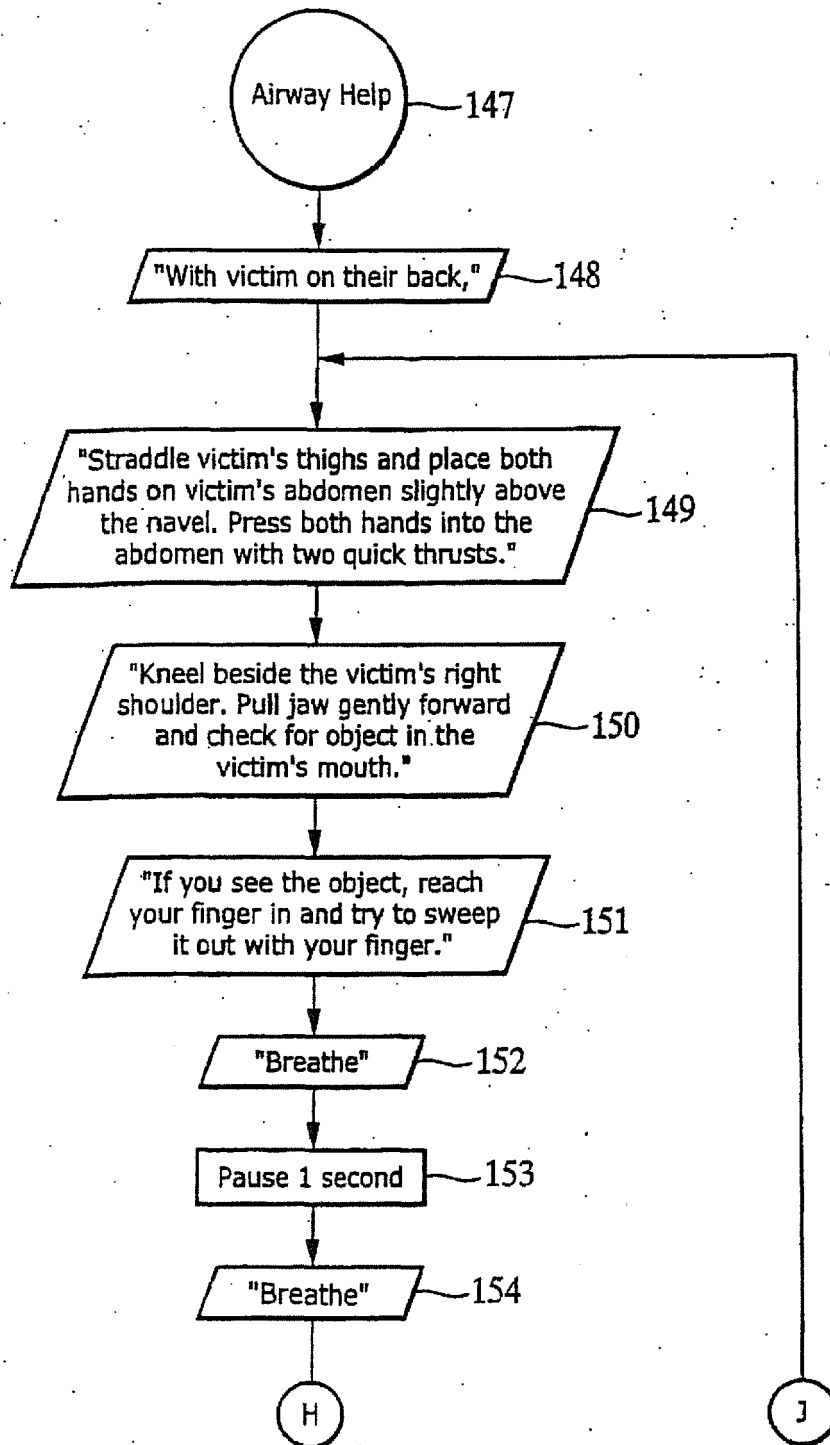 Airway Help
147
"With victim on their back,"
148
"Straddle victim's thighs and place both
hands on victim's abdomen slightly above
the navel. Press both hands into the
abdomen with two quick thrusts."
149
"Kneel beside the victim's right
shoulder. Pull jaw gently forward
and check for object in the
victim's mouth."
150
"If you see the object, reach
your finger in and try to sweep
it out with your finger."
151
"Breathe"
152
Pause 1 second
153
"Breathe"
154
H
J